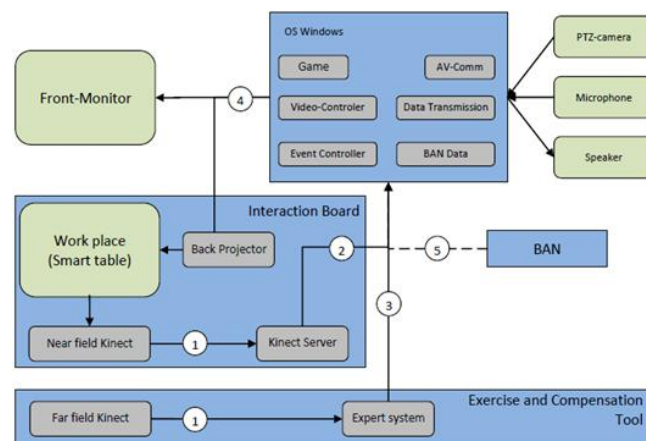 OS Windows
Game
AV-Comm
Video-Controler
Data Transmission
Event Controller
BAN Data
PTZ-camera
Microphone
Speaker
Front-Monitor
4
Interaction Board
Work place
(Smart table)
Back Projector
2
5
BAN
3
Near field Kinect
1
Kinect Server
Exercise and Compensation
Tool
Far field Kinect
1
Expert system